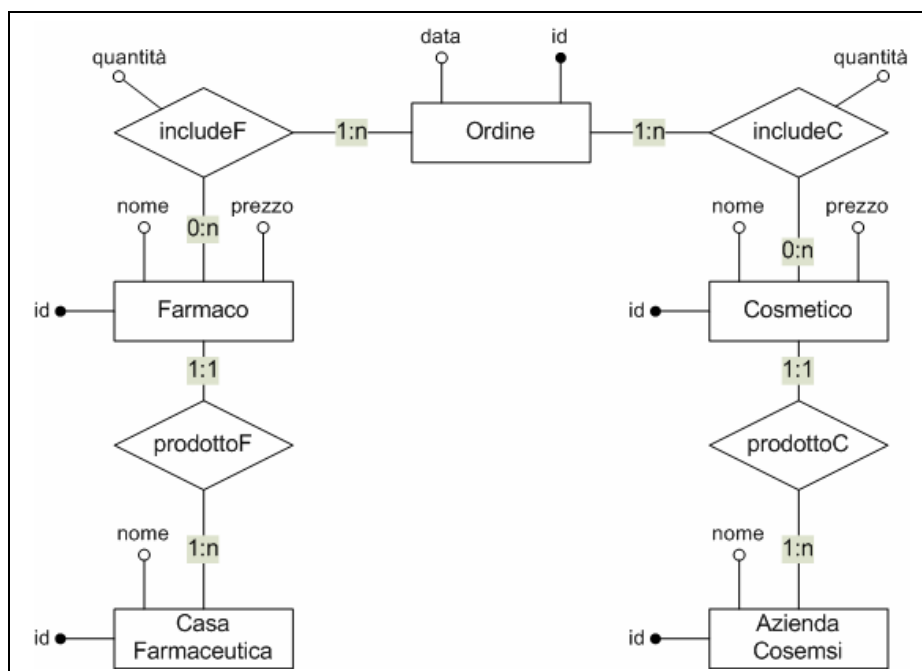 data
id
quantità
quantità
includeF
1:n
Ordine
1:n
includeC
nome
prezzo
nome
prezzo
0:n
0:n
id
Farmaco
id
Cosmetico
1:1
1:1
prodottoF
prodottoC
nome
1:n
nome
1:n
id
Casa
Farmaceutica
id
Azienda
Cosemsi